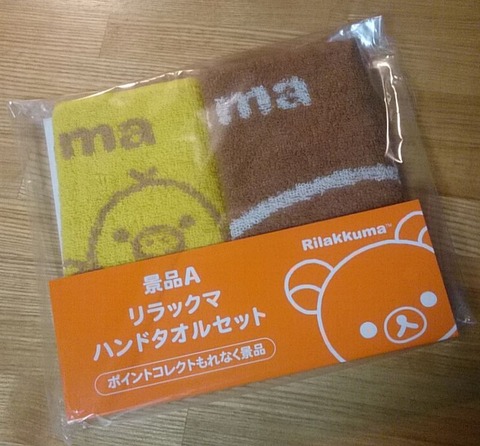 ma
ma
Rilakkuma™
景品A
リラックマ
ハンドタオルセット
ポイントコレクトもれなく景品